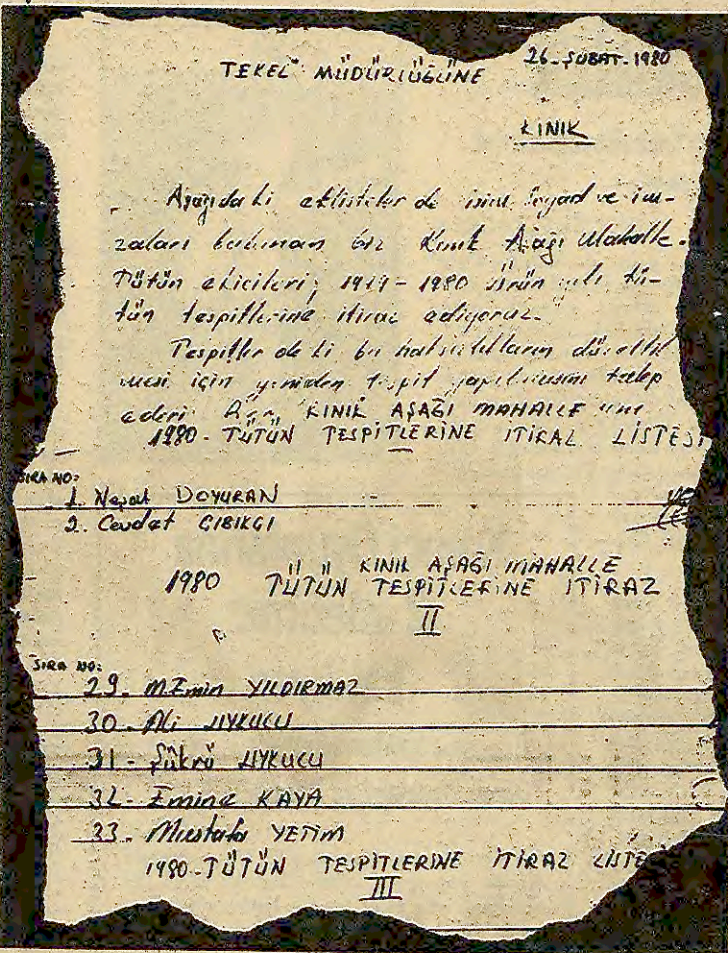 26-ŞUBAT-1980
TEKEL MÜDÜRLÜĞÜNE
KINIK
Aşağıdaki ek listeler de isim Soyad ve im-
zaları bulunan biz Kınık Aşağı Mahalle
Tütün ekicileri, 1979-1980 ürün yılı tü-
tün tespitlerine itiraz ediyoruz.
Tespitler de ki bu haksızlıkların düzeltil
mesi için yeniden tespit yapılmasını talep
ederiz KINIK AŞAĞI MAHALLE
1980-TÜTÜN TESPİTLERİNE İTİRAZ LİSTESİ
SIRA NO:
1. Nejat DOYURAN
2. Cevdet CIBIKCI
KINIK AŞAĞI MAHALLE
1980 TÜTÜN TESPİTLERİNE İTİRAZ
II
SIRA NO:
29. M Emin YILDIRMAZ
30. Ali UYKUCU
31- Şükrü UYKUCU
32- Emine KAYA
33. Mustafa YETİM
1980-TÜTÜN TESPİTLERİNE İTİRAZ
III